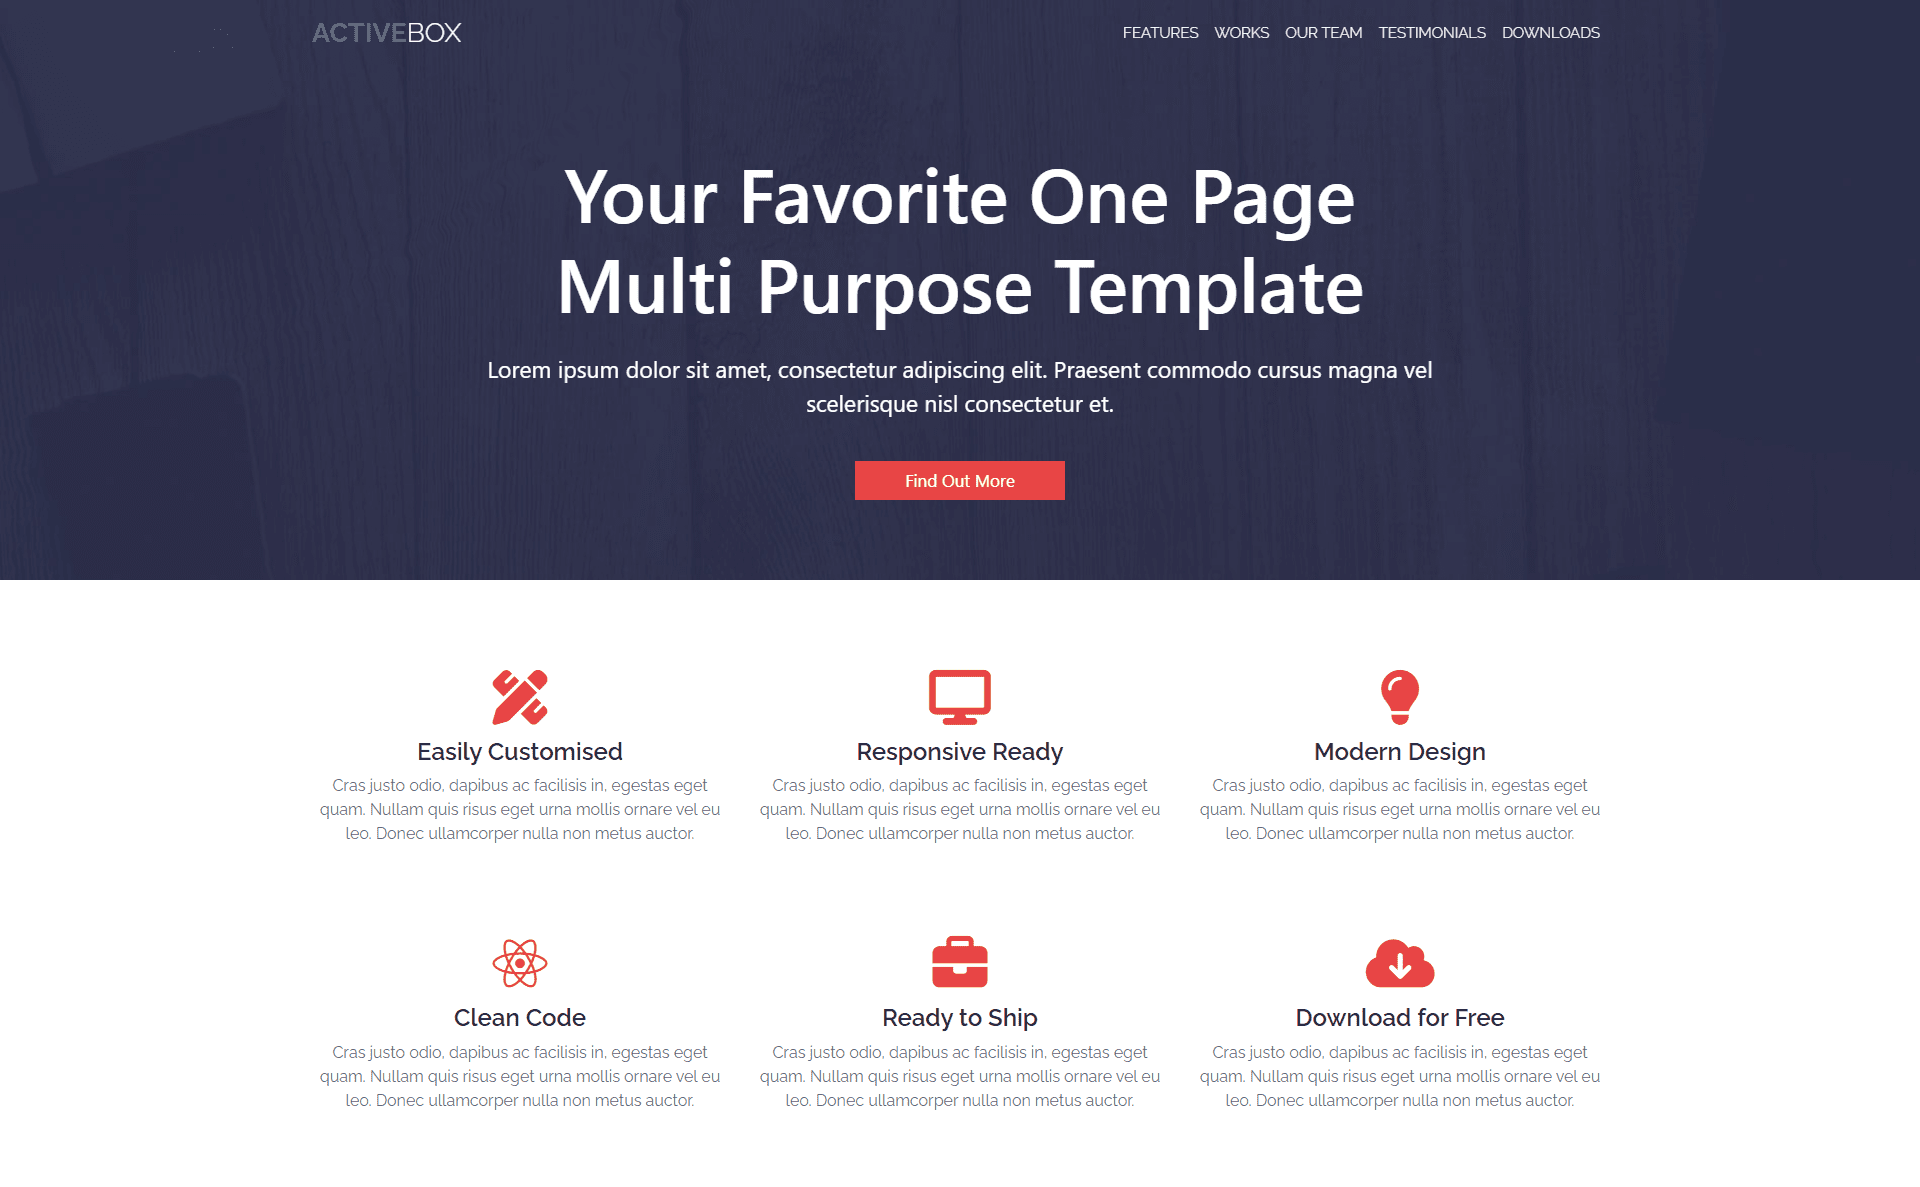 ACTIVEBOX
FEATURES WORKS OUR TEAM TESTIMONIALS DOWNLOADS
Your Favorite One Page
Multi Purpose Template
Lorem ipsum dolor sit amet, consectetur adipiscing elit. Praesent commodo cursus magna vel
scelerisque nisl consectetur et.
Find Out More
Easily Customised
Cras justo odio, dapibus ac facilisis in, egestas eget
quam. Nullam quis risus eget urna mollis ornare vel eu
leo. Donec ullamcorper nulla non metus auctor.
Responsive Ready
Cras justo odio, dapibus ac facilisis in, egestas eget
quam. Nullam quis risus eget urna mollis ornare vel eu
leo. Donec ullamcorper nulla non metus auctor.
Modern Design
Cras justo odio, dapibus ac facilisis in, egestas eget
quam. Nullam quis risus eget urna mollis ornare vel eu
leo. Donec ullamcorper nulla non metus auctor.
Clean Code
Cras justo odio, dapibus ac facilisis in, egestas eget
quam. Nullam quis risus eget urna mollis ornare vel eu
leo. Donec ullamcorper nulla non metus auctor.
Ready to Ship
Cras justo odio, dapibus ac facilisis in, egestas eget
quam. Nullam quis risus eget urna mollis ornare vel eu
leo. Donec ullamcorper nulla non metus auctor.
Download for Free
Cras justo odio, dapibus ac facilisis in, egestas eget
quam. Nullam quis risus eget urna mollis ornare vel eu
leo. Donec ullamcorper nulla non metus auctor.